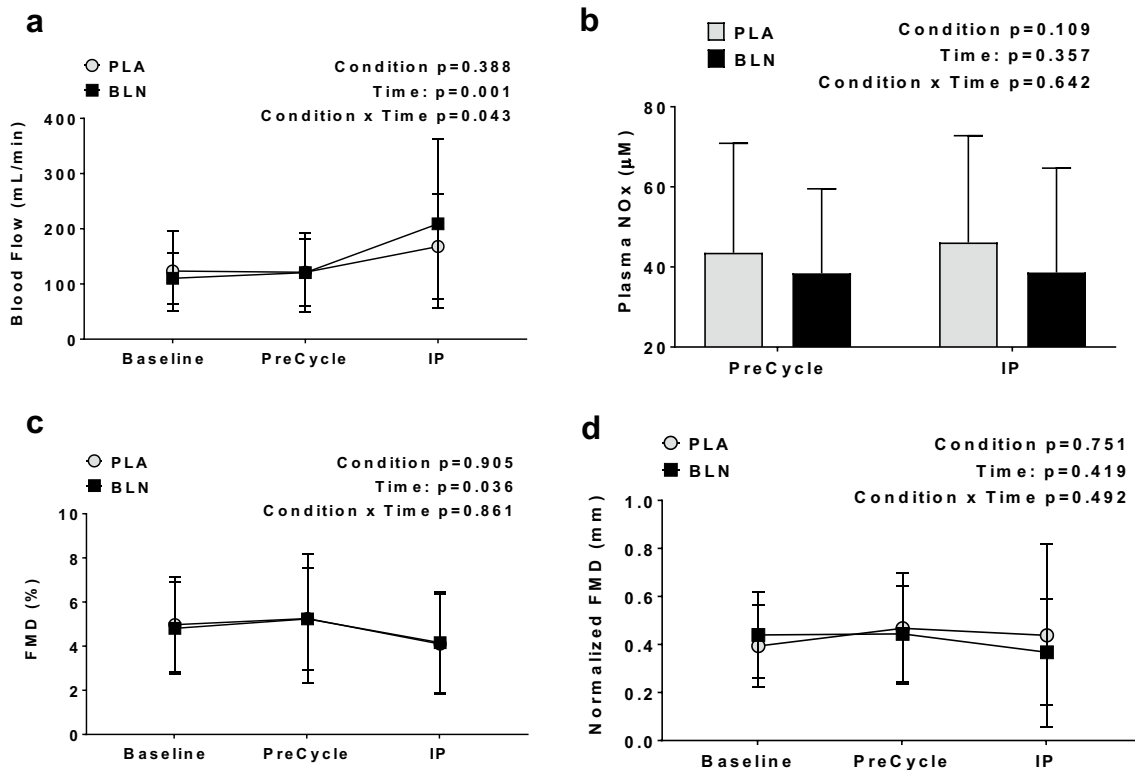 a
PLA
BLN
Condition p=0.388
Time: p=0.001
Condition x Time p=0.043
Blood Flow (mL/min)
400
300
200
100
0
Baseline PreCycle IP
b
PLA
BLN
Condition p=0.109
Time: p=0.357
Condition x Time p=0.642
Plasma NOx (μM)
80
60
40
20
PreCycle IP
c
PLA
BLN
Condition p=0.905
Time: p=0.036
Condition x Time p=0.861
FMD (%)
10
8
6
4
2
0
Baseline PreCycle IP
d
PLA
BLN
Condition p=0.751
Time: p=0.419
Condition x Time p=0.492
Normalized FMD (mm)
1.0
0.8
0.6
0.4
0.2
0.0
Baseline PreCycle IP